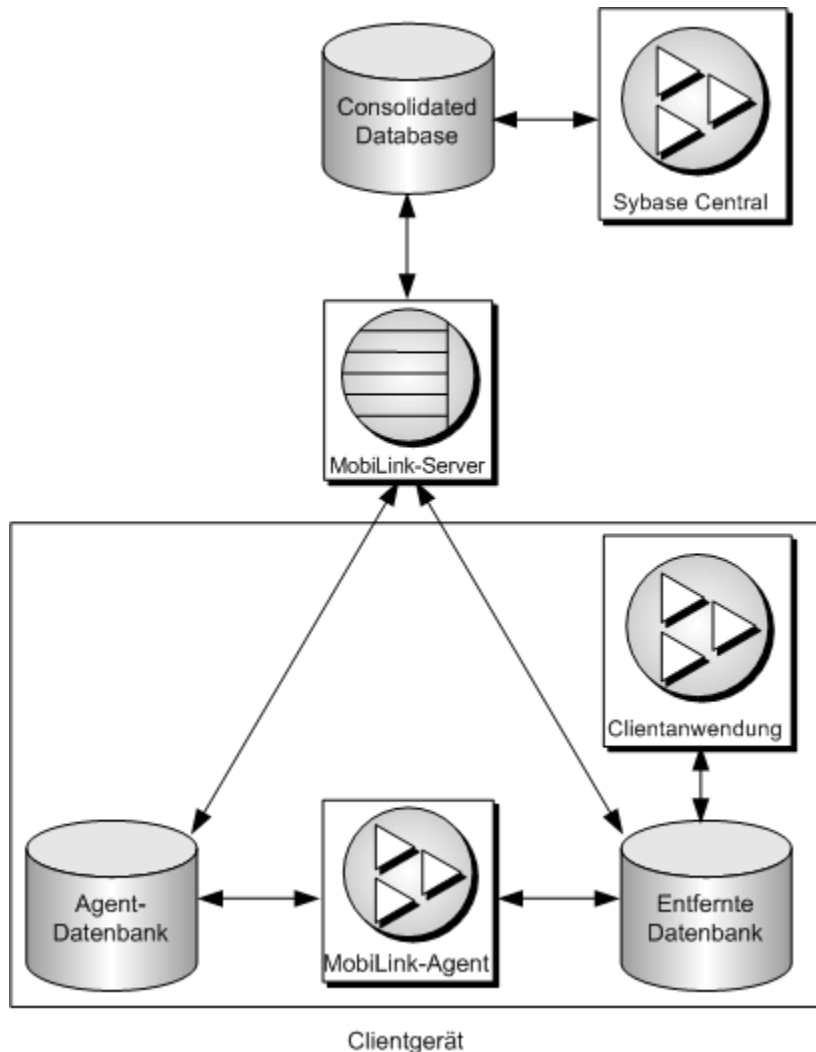 Consolidated
Database
Sybase Central
MobiLink-Server
Clientanwendung
Agent-
Datenbank
MobiLink-Agent
Entfernte
Datenbank
Clientgerät